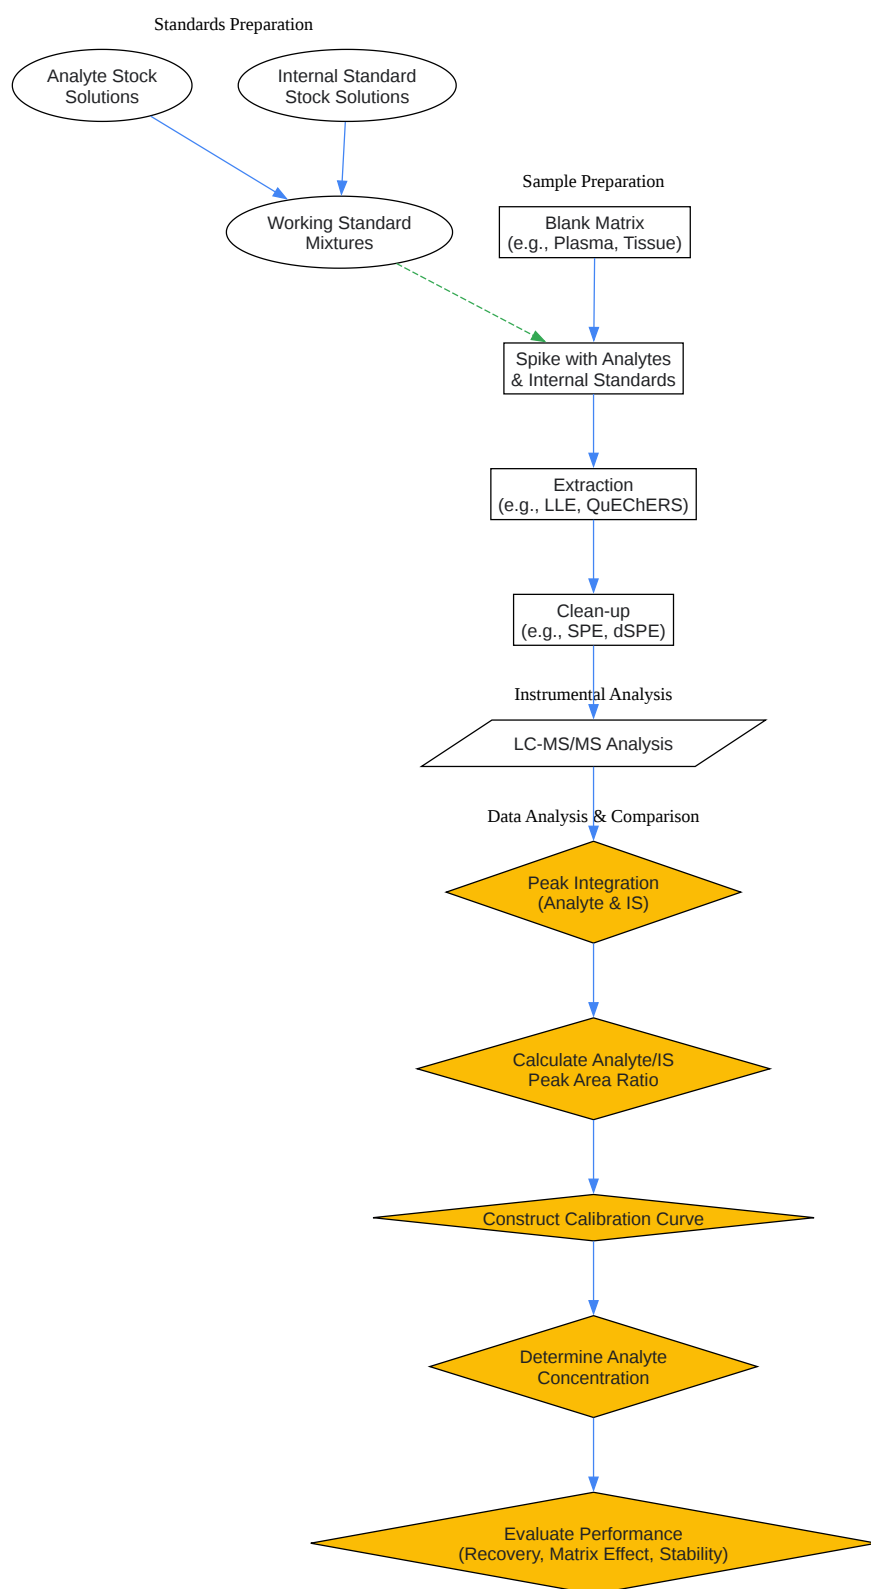 Standards Preparation
Analyte Stock
Solutions
Internal Standard
Stock Solutions
Working Standard
Mixtures
Sample Preparation
Blank Matrix
(e.g., Plasma, Tissue)
Spike with Analytes
& Internal Standards
Extraction
(e.g., LLE, QuEChERS)
Clean-up
(e.g., SPE, dSPE)
Instrumental Analysis
LC-MS/MS Analysis
Data Analysis & Comparison
Peak Integration
(Analyte & IS)
Calculate Analyte/IS
Peak Area Ratio
Construct Calibration Curve
Determine Analyte
Concentration
Evaluate Performance
(Recovery, Matrix Effect, Stability)